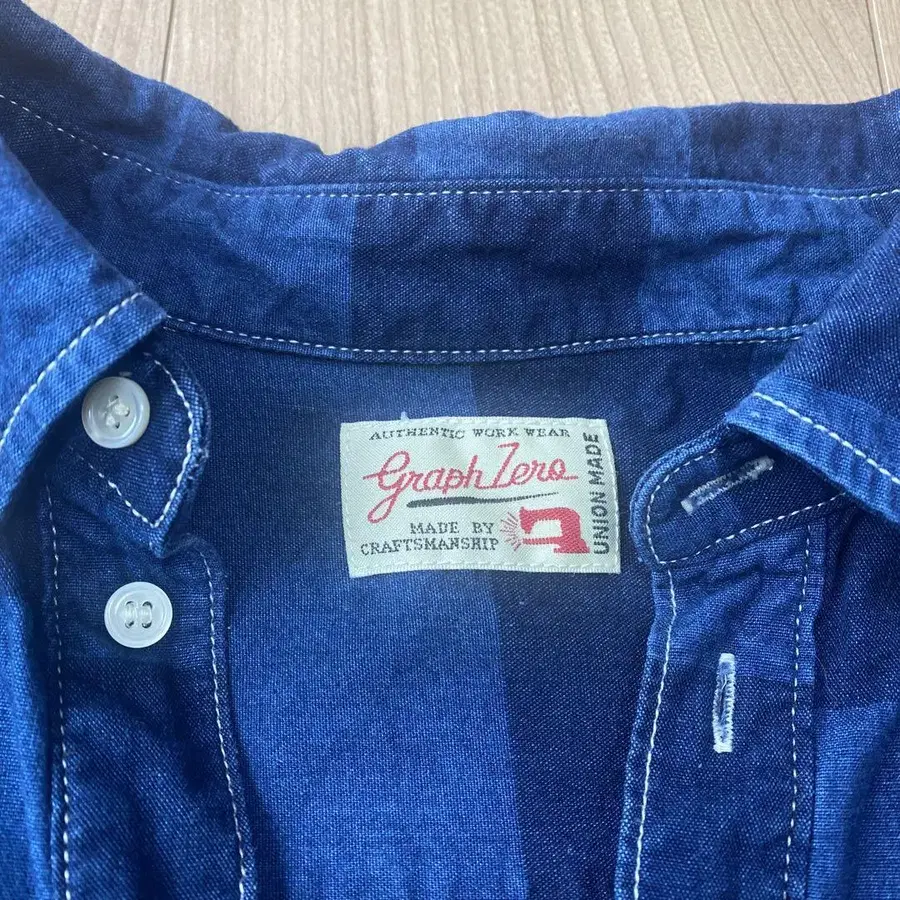 AUTHENTIC WORK WEAR
Graph Zero
MADE BY
CRAFTSMANSHIP
UNION MADE